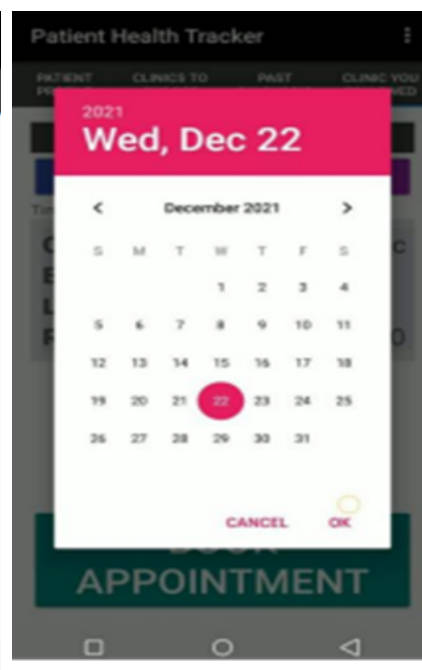 Patient Health Tracker
PATIENT CLINICS TO PAST CLINIC YOU
2021
Wed, Dec 22
December 2021
S M T W T F S
1 2 3 4
5 6 7 8 9 10 11
12 13 14 15 16 17 18
19 20 21 22 23 24 25
26 27 28 29 30 31
CANCEL OK
BOOK
APPOINTMENT